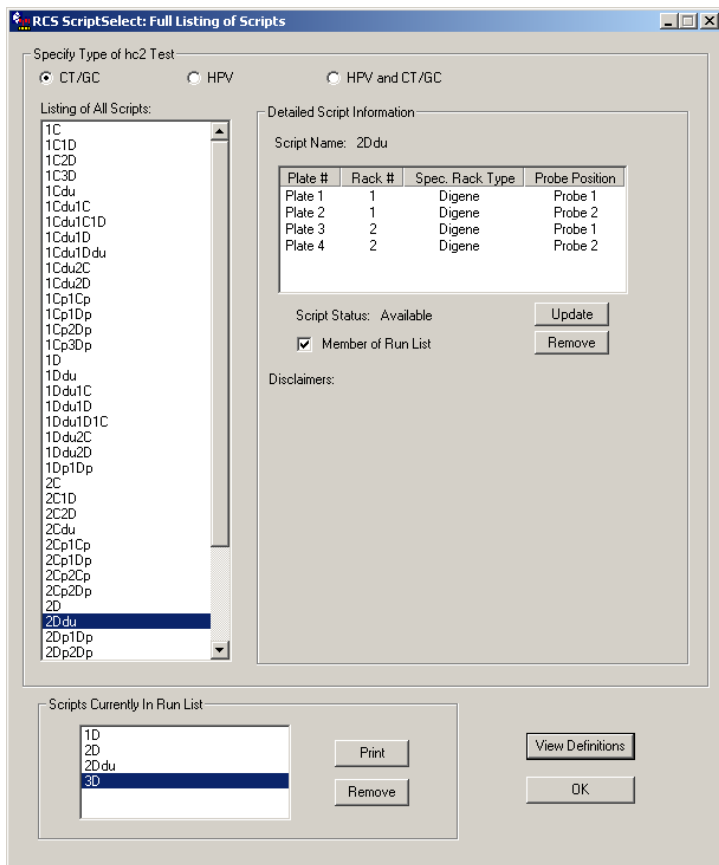 RCS ScriptSelect: Full Listing of Scripts
Specify Type of hc2 Test
CT/GC HPV HPV and CT/GC
Listing of All Scripts:
1C
1C1D
1C2D
1C3D
1Cdu
1Cdu1C
1Cdu1C1D
1Cdu1D
1Cdu1Ddu
1Cdu2C
1Cdu2D
1Cp1Cp
1Cp1Dp
1Cp2Dp
1Cp3Dp
1D
1Ddu
1Ddu1C
1Ddu1D
1Ddu1D1C
1Ddu2C
1Ddu2D
1Dp1Dp
2C
2C1D
2C2D
2Cdu
2Cp1Cp
2Cp1Dp
2Cp2Cp
2Cp2Dp
2D
2Ddu
2Dp1Dp
2Dp2Dp
Detailed Script Information
Script Name: 2Ddu
Plate # Rack # Spec. Rack Type Probe Position
Plate 1 1 Digene Probe 1
Plate 2 1 Digene Probe 2
Plate 3 2 Digene Probe 1
Plate 4 2 Digene Probe 2
Script Status: Available Update
Member of Run List Remove
Disclaimers:
Scripts Currently In Run List
1D
2D
2Ddu
3D
Print
Remove
View Definitions
OK